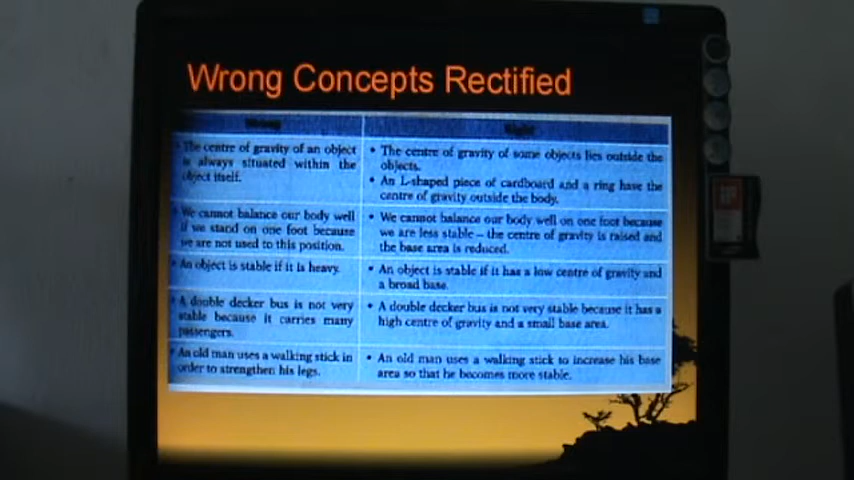 Wrong Concepts Rectified
Wrong
Right
• The centre of gravity of an object
is always situated within the
object itself.
• The centre of gravity of some objects lies outside the
objects.
• An L-shaped piece of cardboard and a ring have the
centre of gravity outside the body.
• We cannot balance our body well
if we stand on one foot because
we are not used to this position.
• We cannot balance our body well on one foot because
we are less stable – the centre of gravity is raised and
the base area is reduced.
• An object is stable if it is heavy.
• An object is stable if it has a low centre of gravity and
a broad base.
• A double decker bus is not very
stable because it carries many
passengers.
• A double decker bus is not very stable because it has a
high centre of gravity and a small base area.
• An old man uses a walking stick in
order to strengthen his legs.
• An old man uses a walking stick to increase his base
area so that he becomes more stable.